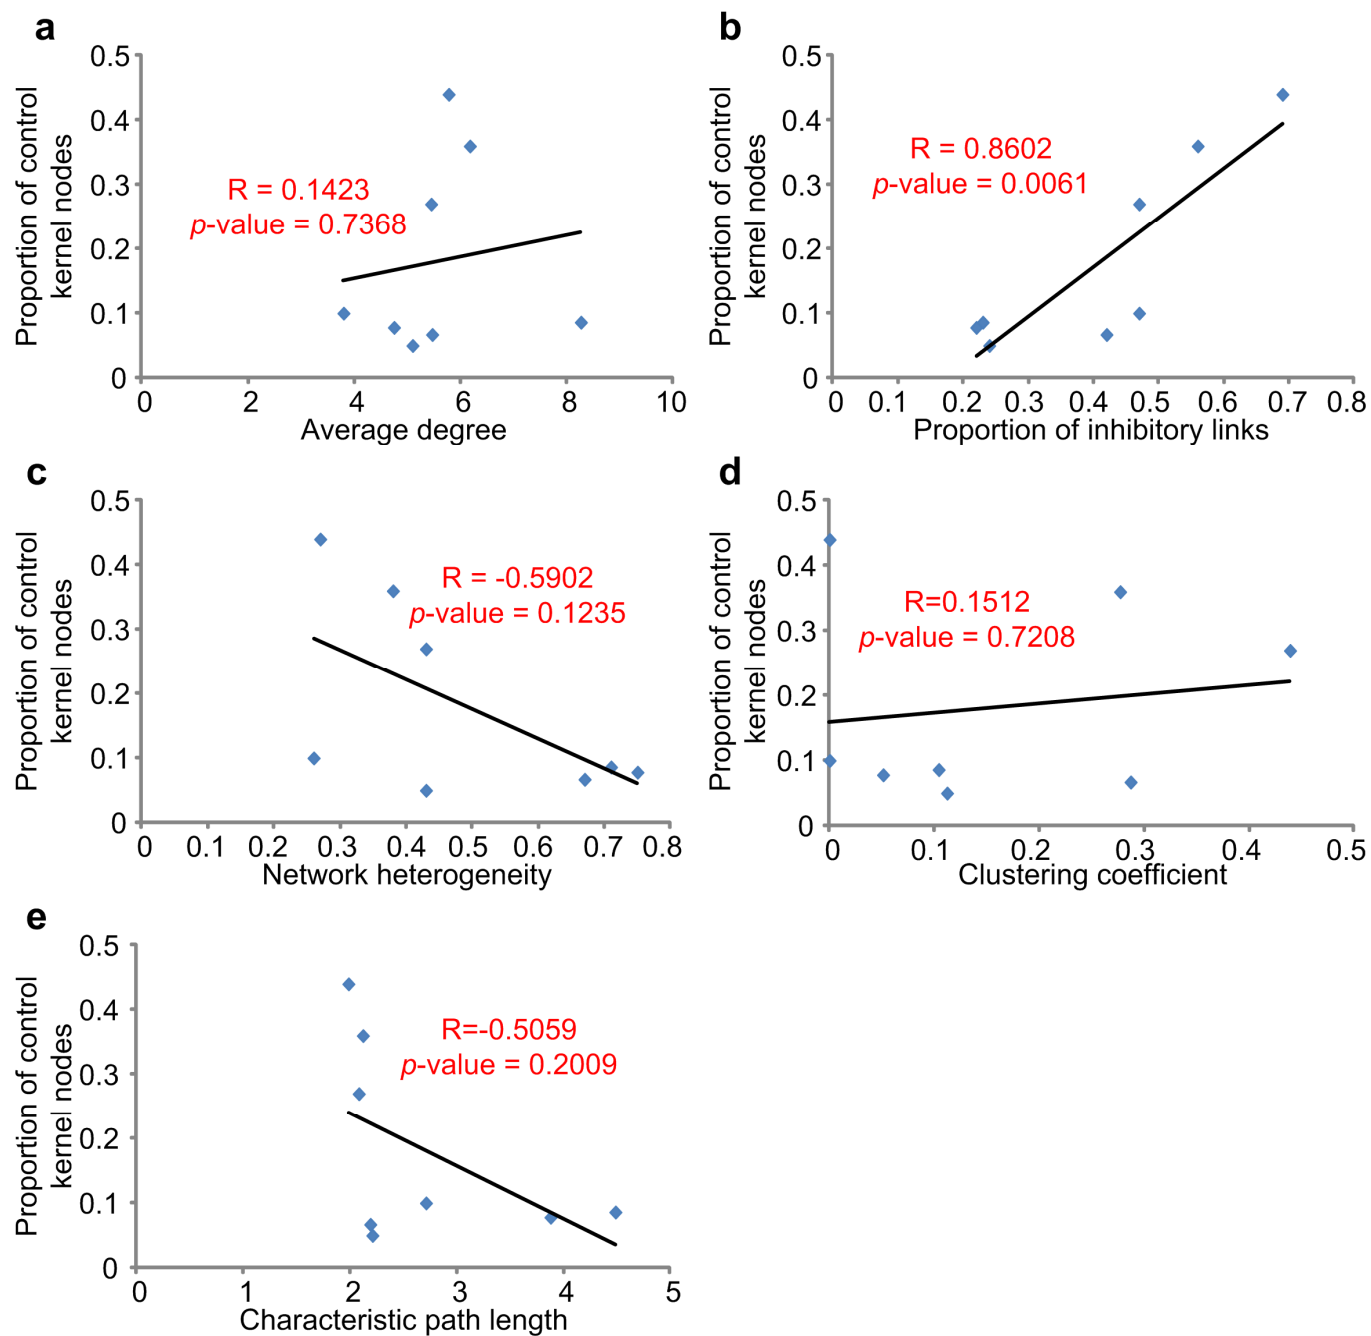 a
Proportion of control
kernel nodes
0.5
0.4
0.3
0.2
0.1
0
R = 0.1423
p-value = 0.7368
0 2 4 6 8 10
Average degree
b
Proportion of control
kernel nodes
0.5
0.4
0.3
0.2
0.1
0
R = 0.8602
p-value = 0.0061
0 0.1 0.2 0.3 0.4 0.5 0.6 0.7 0.8
Proportion of inhibitory links
c
Proportion of control
kernel nodes
0.5
0.4
0.3
0.2
0.1
0
R = -0.5902
p-value = 0.1235
0 0.1 0.2 0.3 0.4 0.5 0.6 0.7 0.8
Network heterogeneity
d
Proportion of control
kernel nodes
0.5
0.4
0.3
0.2
0.1
0
R=0.1512
p-value = 0.7208
0 0.1 0.2 0.3 0.4 0.5
Clustering coefficient
e
Proportion of control
kernel nodes
0.5
0.4
0.3
0.2
0.1
0
R=-0.5059
p-value = 0.2009
0 1 2 3 4 5
Characteristic path length